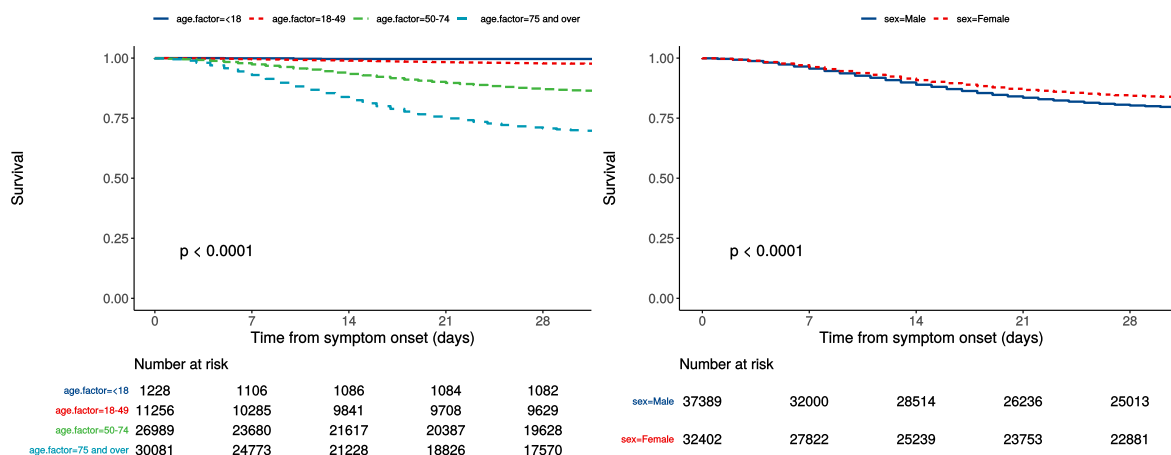 age.factor=<18 age.factor=18-49 age.factor=50-74 age.factor=75 and over
1.00
0.75
0.50
0.25
0.00
Survival
p < 0.0001
0 7 14 21 28
Time from symptom onset (days)
Number at risk
age.factor=<18 1228 1106 1086 1084 1082
age.factor=18-49 11256 10285 9841 9708 9629
age.factor=50-74 26989 23680 21617 20387 19628
age.factor=75 and over 30081 24773 21228 18826 17570
sex=Male sex=Female
1.00
0.75
0.50
0.25
0.00
Survival
p < 0.0001
0 7 14 21 28
Time from symptom onset (days)
Number at risk
sex=Male 37389 32000 28514 26236 25013
sex=Female 32402 27822 25239 23753 22881